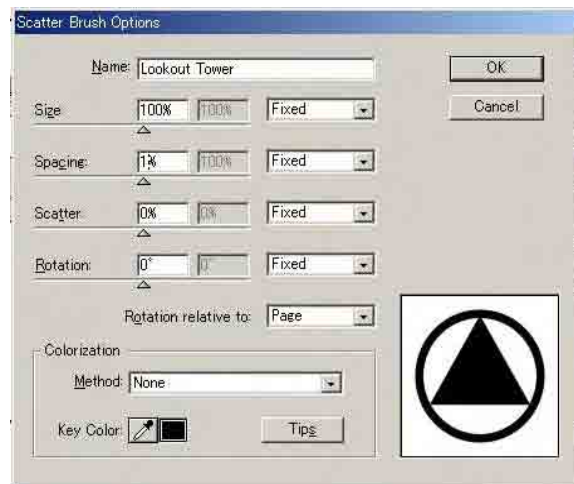 Scatter Brush Options
Name: Lookout Tower
OK
Size 100% 100% Fixed
Cancel
Spacing: 1% 100% Fixed
Scatter 0% 0% Fixed
Rotation: 0° 0° Fixed
Rotation relative to: Page
Colorization
Method: None
Key Color: Tips